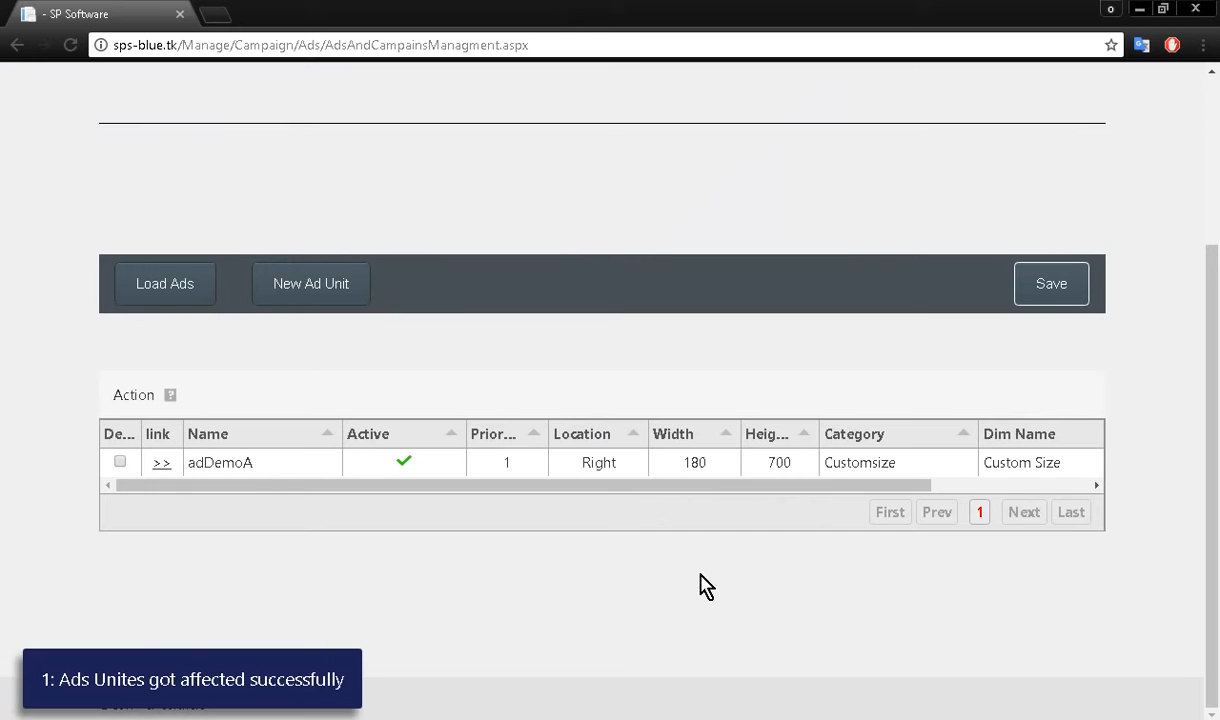 - SP Software
sps-blue.tk/Manage/Campaign/Ads/AdsAndCampainsManagment.aspx
Load Ads New Ad Unit Save
Action ?
De... link Name Active Prior... Location Width Heig... Category Dim Name
>> adDemoA 1 Right 180 700 Customsize Custom Size
First Prev 1 Next Last
1: Ads Unites got affected successfully